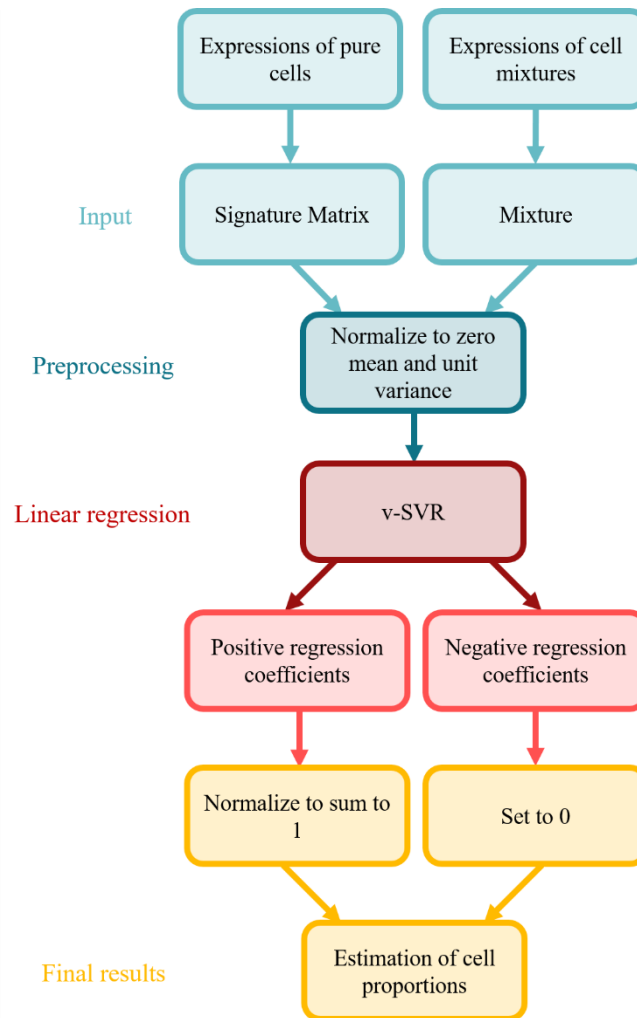 Expressions of pure
cells
Expressions of cell
mixtures
Input
Signature Matrix
Mixture
Preprocessing
Normalize to zero
mean and unit
variance
Linear regression
v-SVR
Positive regression
coefficients
Negative regression
coefficients
Normalize to sum to
1
Set to 0
Final results
Estimation of cell
proportions